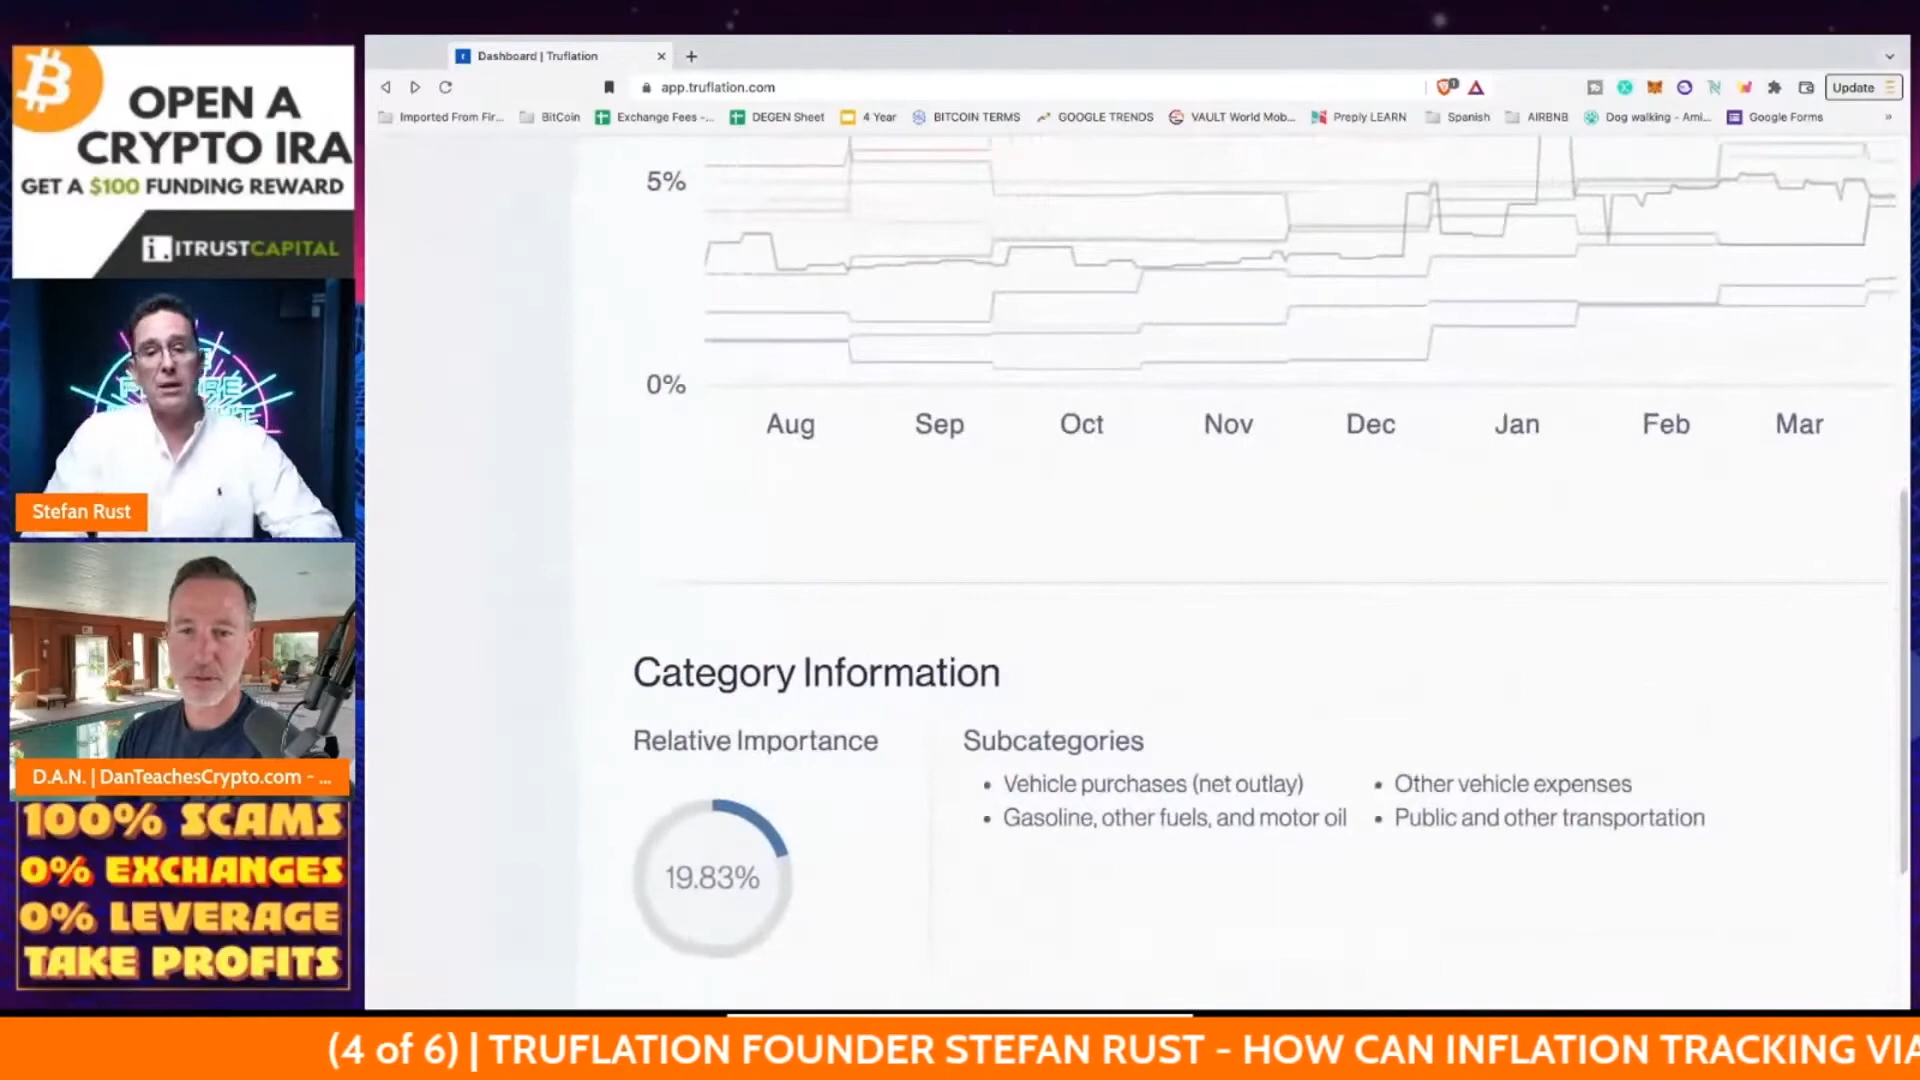 OPEN A
CRYPTO IRA
GET A $100 FUNDING REWARD
i. ITRUSTCAPITAL
Stefan Rust
D.A.N. | DanTeachesCrypto.com - ...
100% SCAMS
0% EXCHANGES
0% LEVERAGE
TAKE PROFITS
Dashboard | Truflation
app.truflation.com
Update
Imported From Fir... BitCoin Exchange Fees -... DEGEN Sheet 4 Year BITCOIN TERMS GOOGLE TRENDS VAULT World Mob... Preply LEARN Spanish AIRBNB Dog walking - Ami... Google Forms »
5%
0%
Aug Sep Oct Nov Dec Jan Feb Mar
Category Information
Relative Importance
19.83%
Subcategories
• Vehicle purchases (net outlay)
• Gasoline, other fuels, and motor oil
• Other vehicle expenses
• Public and other transportation
(4 of 6) | TRUFLATION FOUNDER STEFAN RUST - HOW CAN INFLATION TRACKING VIA